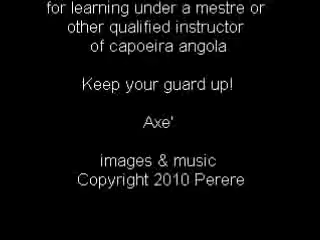 for learning under a mestre or
other qualified instructor
of capoeira angola
Keep your guard up!
Axe'
images & music
Copyright 2010 Perere